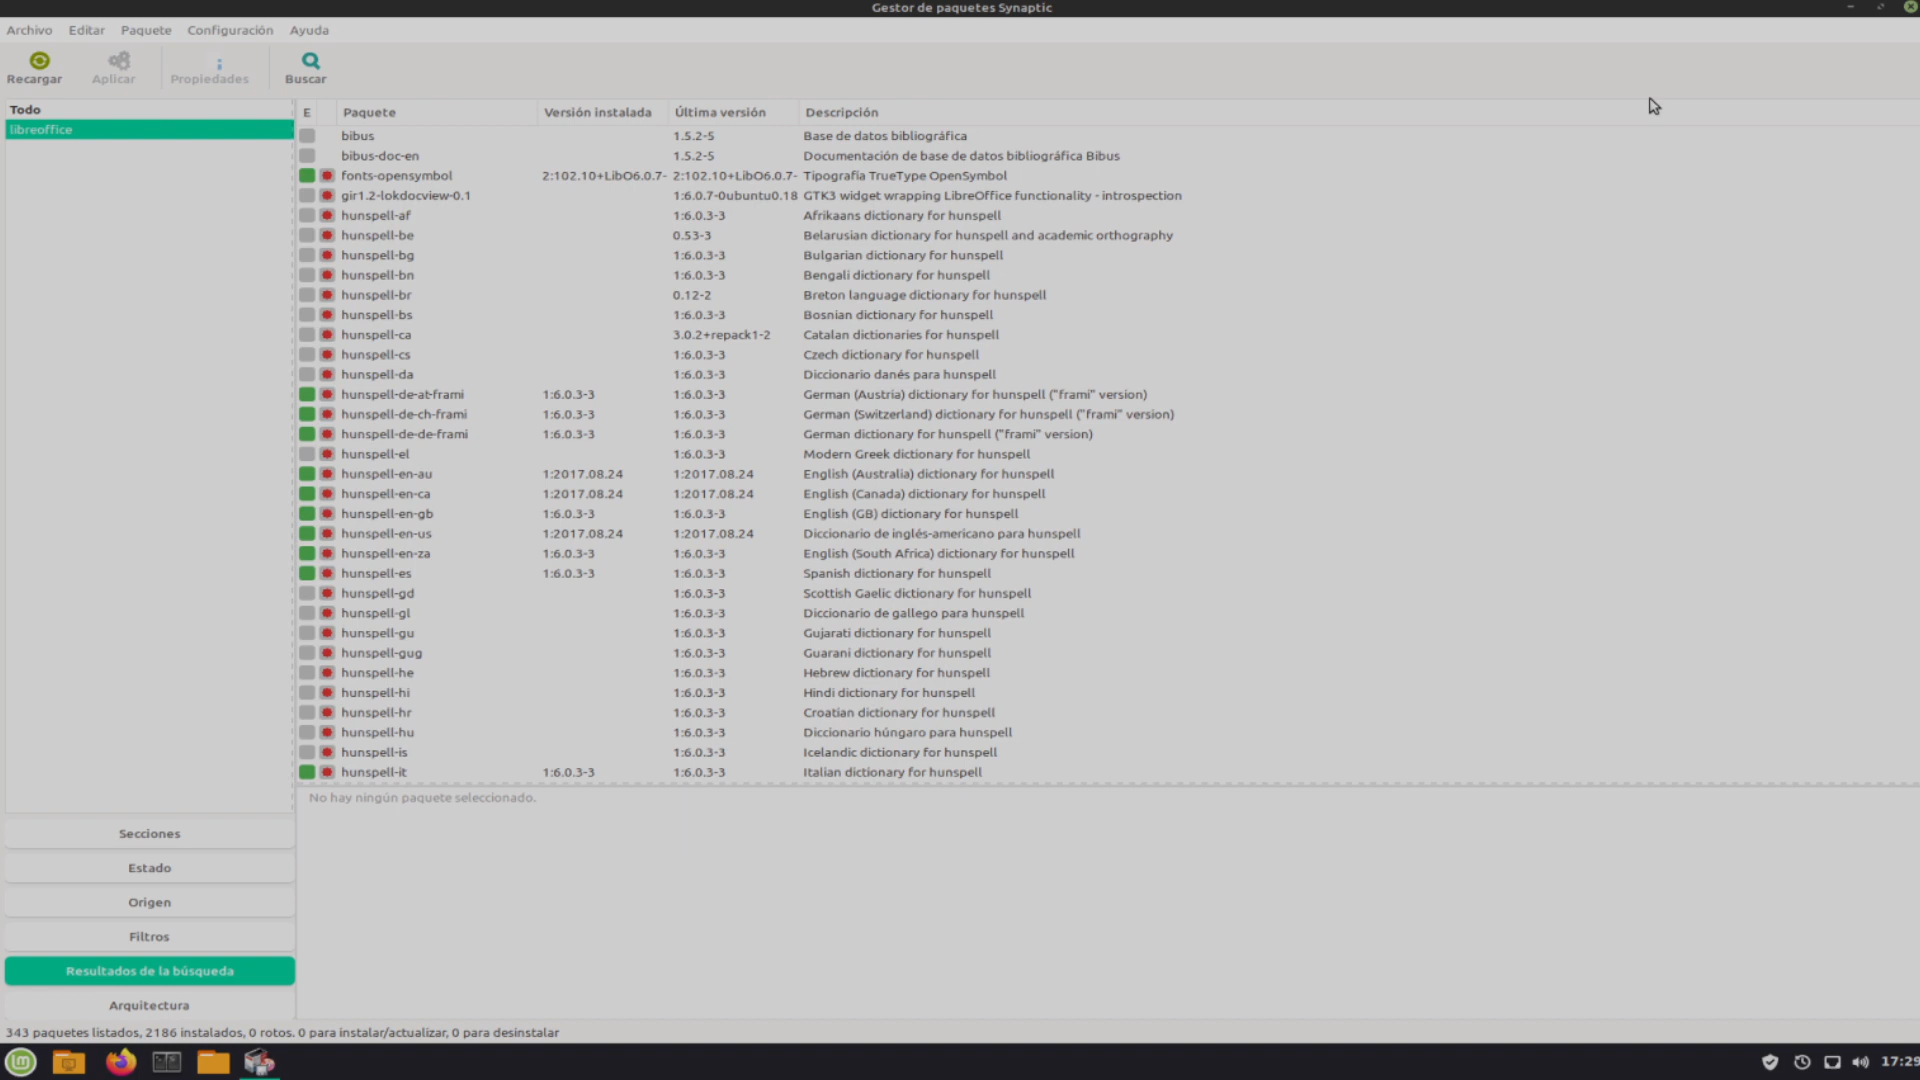 Gestor de paquetes Synaptic
Archivo Editar Paquete Configuración Ayuda
Recargar Aplicar Propiedades Buscar
Todo
libreoffice
E Paquete Versión instalada Última versión Descripción
bibus 1.5.2-5 Base de datos bibliográfica
bibus-doc-en 1.5.2-5 Documentación de base de datos bibliográfica Bibus
fonts-opensymbol 2:102.10+LibO6.0.7- 2:102.10+LibO6.0.7- Tipografía TrueType OpenSymbol
gir1.2-lokdocview-0.1 1:6.0.7-0ubuntu0.18 GTK3 widget wrapping LibreOffice functionality - introspection
hunspell-af 1:6.0.3-3 Afrikaans dictionary for hunspell
hunspell-be 0.53-3 Belarusian dictionary for hunspell and academic orthography
hunspell-bg 1:6.0.3-3 Bulgarian dictionary for hunspell
hunspell-bn 1:6.0.3-3 Bengali dictionary for hunspell
hunspell-br 0.12-2 Breton language dictionary for hunspell
hunspell-bs 1:6.0.3-3 Bosnian dictionary for hunspell
hunspell-ca 3.0.2+repack1-2 Catalan dictionaries for hunspell
hunspell-cs 1:6.0.3-3 Czech dictionary for hunspell
hunspell-da 1:6.0.3-3 Diccionario danés para hunspell
hunspell-de-at-frami 1:6.0.3-3 1:6.0.3-3 German (Austria) dictionary for hunspell ("frami" version)
hunspell-de-ch-frami 1:6.0.3-3 1:6.0.3-3 German (Switzerland) dictionary for hunspell ("frami" version)
hunspell-de-de-frami 1:6.0.3-3 1:6.0.3-3 German dictionary for hunspell ("frami" version)
hunspell-el 1:6.0.3-3 Modern Greek dictionary for hunspell
hunspell-en-au 1:2017.08.24 1:2017.08.24 English (Australia) dictionary for hunspell
hunspell-en-ca 1:2017.08.24 1:2017.08.24 English (Canada) dictionary for hunspell
hunspell-en-gb 1:6.0.3-3 1:6.0.3-3 English (GB) dictionary for hunspell
hunspell-en-us 1:2017.08.24 1:2017.08.24 Diccionario de inglés-americano para hunspell
hunspell-en-za 1:6.0.3-3 1:6.0.3-3 English (South Africa) dictionary for hunspell
hunspell-es 1:6.0.3-3 1:6.0.3-3 Spanish dictionary for hunspell
hunspell-gd 1:6.0.3-3 Scottish Gaelic dictionary for hunspell
hunspell-gl 1:6.0.3-3 Diccionario de gallego para hunspell
hunspell-gu 1:6.0.3-3 Gujarati dictionary for hunspell
hunspell-gug 1:6.0.3-3 Guarani dictionary for hunspell
hunspell-he 1:6.0.3-3 Hebrew dictionary for hunspell
hunspell-hi 1:6.0.3-3 Hindi dictionary for hunspell
hunspell-hr 1:6.0.3-3 Croatian dictionary for hunspell
hunspell-hu 1:6.0.3-3 Diccionario húngaro para hunspell
hunspell-is 1:6.0.3-3 Icelandic dictionary for hunspell
hunspell-it 1:6.0.3-3 1:6.0.3-3 Italian dictionary for hunspell
No hay ningún paquete seleccionado.
Secciones
Estado
Origen
Filtros
Resultados de la búsqueda
Arquitectura
343 paquetes listados, 2186 instalados, 0 rotos. 0 para instalar/actualizar, 0 para desinstalar
17:29